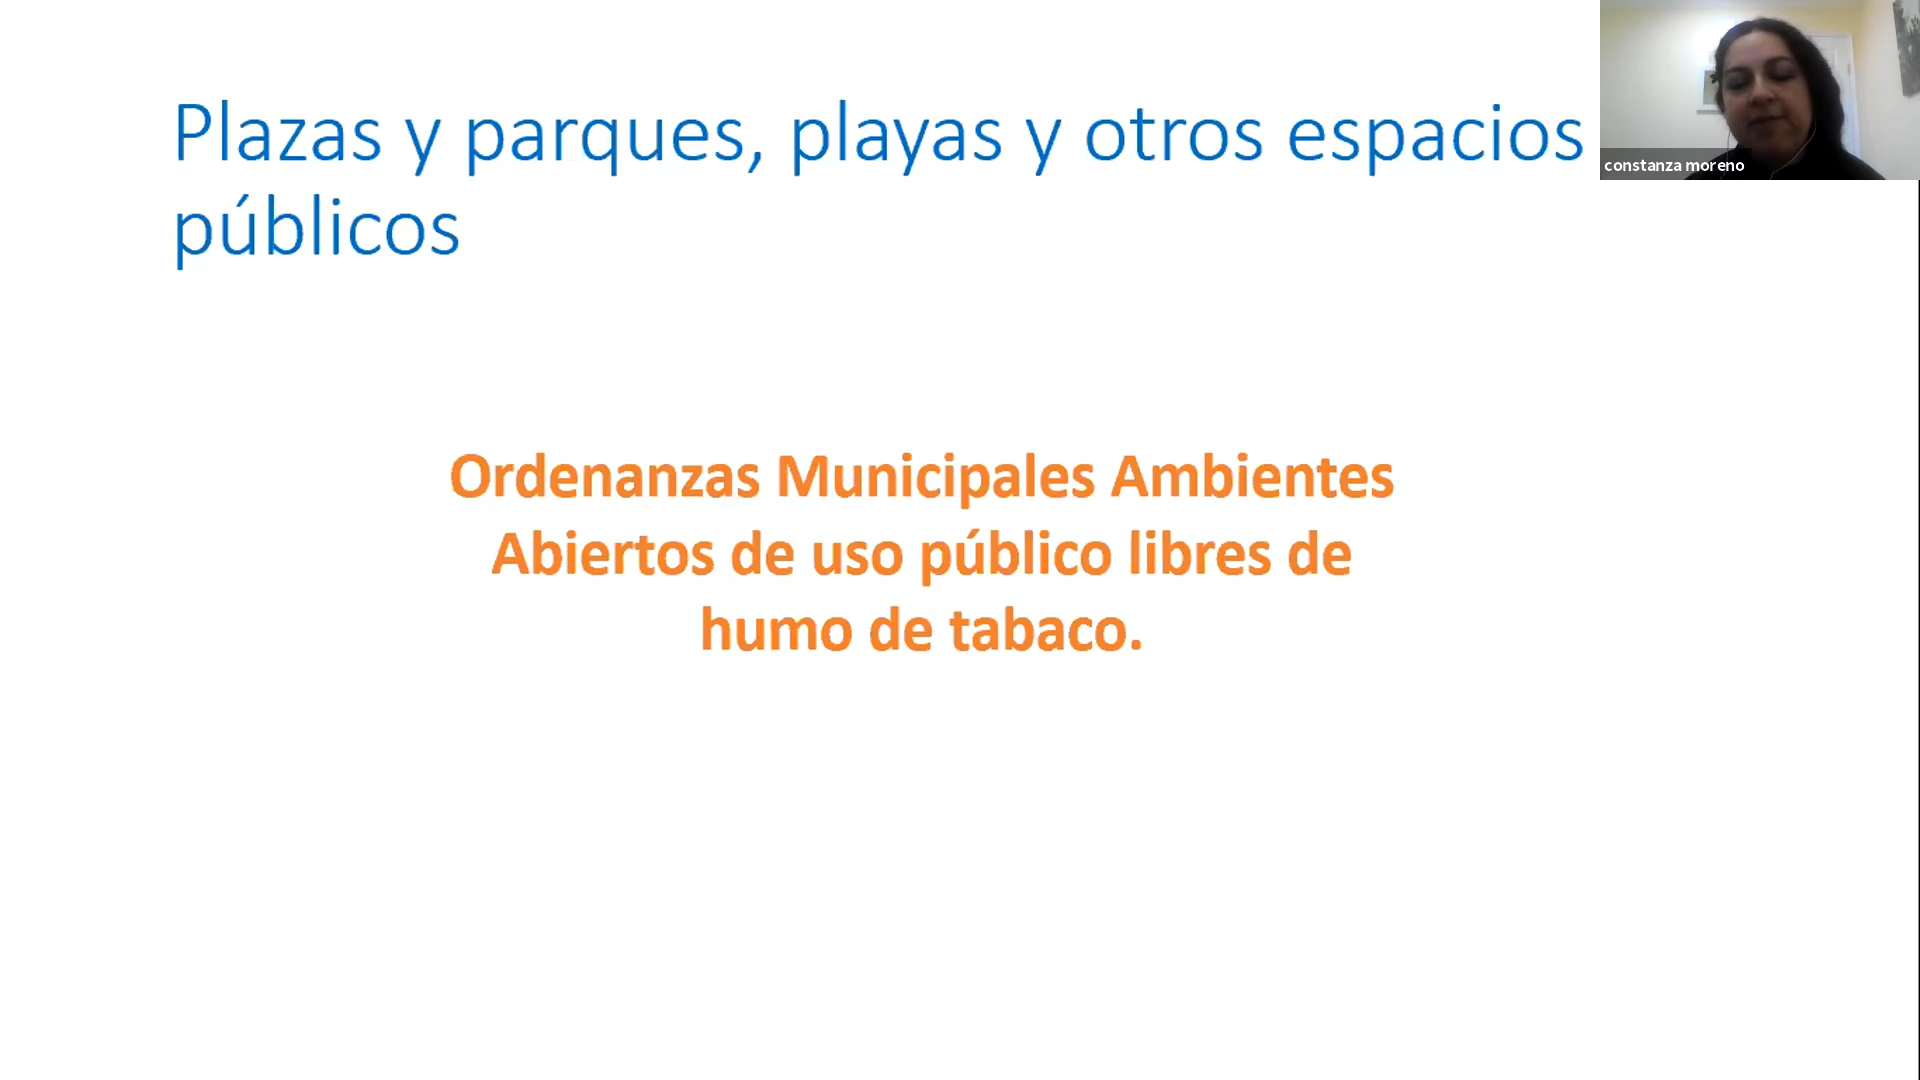 Plazas y parques, playas y otros espacios
públicos
constanza moreno
Ordenanzas Municipales Ambientes
Abiertos de uso público libres de
humo de tabaco.